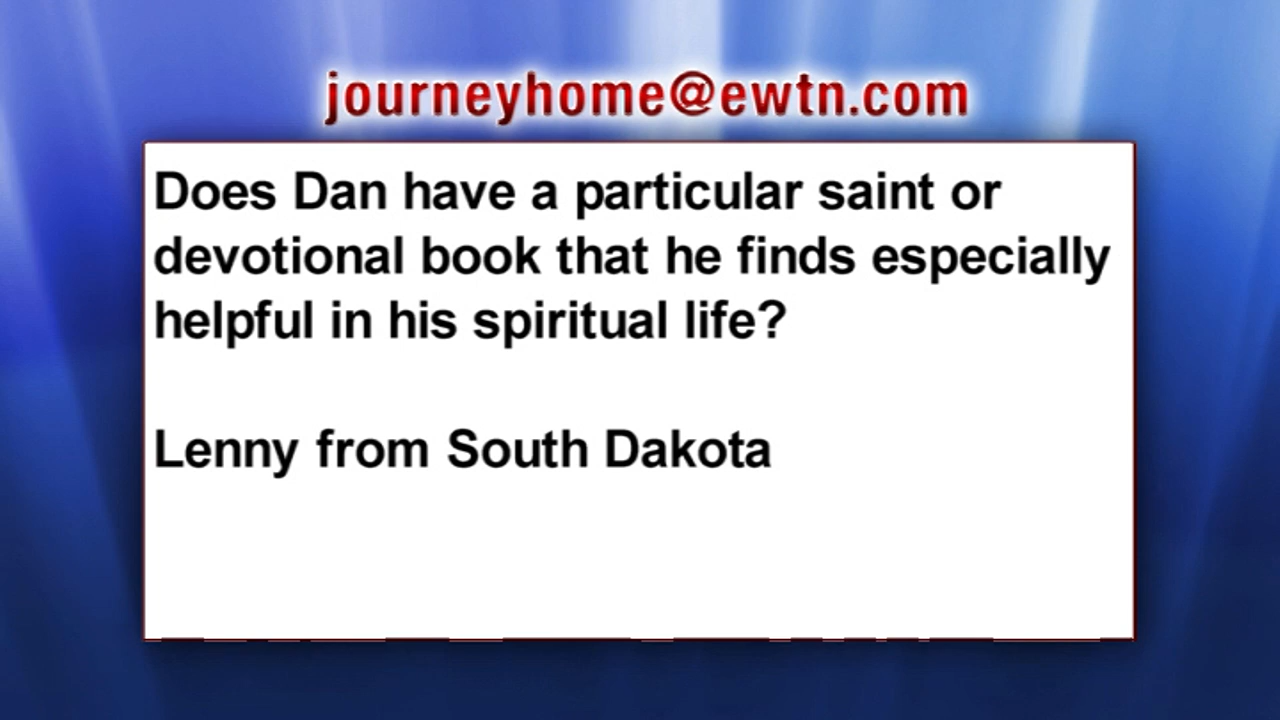 journeyhome@ewtn.com
Does Dan have a particular saint or
devotional book that he finds especially
helpful in his spiritual life?
Lenny from South Dakota